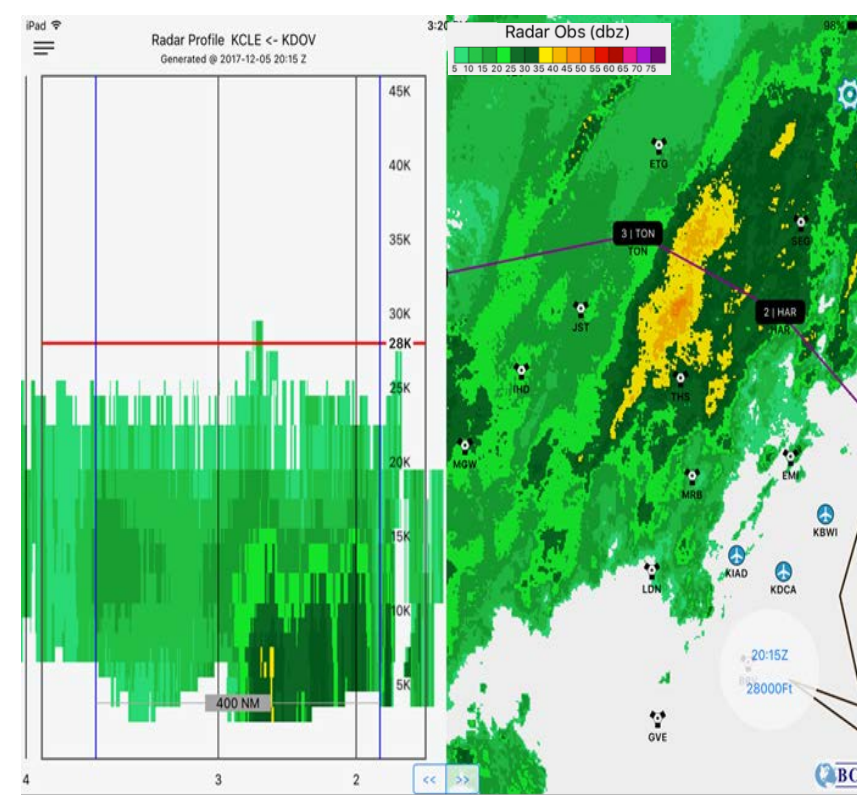 iPad
3:20
98%
Radar Profile KCLE <- KDOV
Generated @ 2017-12-05 20:15 Z
45K
40K
35K
30K
28K
25K
20K
15K
10K
5K
400 NM
4
3
2
<<
>>
Radar Obs (dbz)
5 10 15 20 25 30 35 40 45 50 55 60 65 70 75
ETG
3 | TON
TON
SEG
2 | HAR
HAR
JST
IHD
THS
MGW
MRB
EMI
KBWI
KIAD
KDCA
LDN
20:15Z
28000Ft
GVE